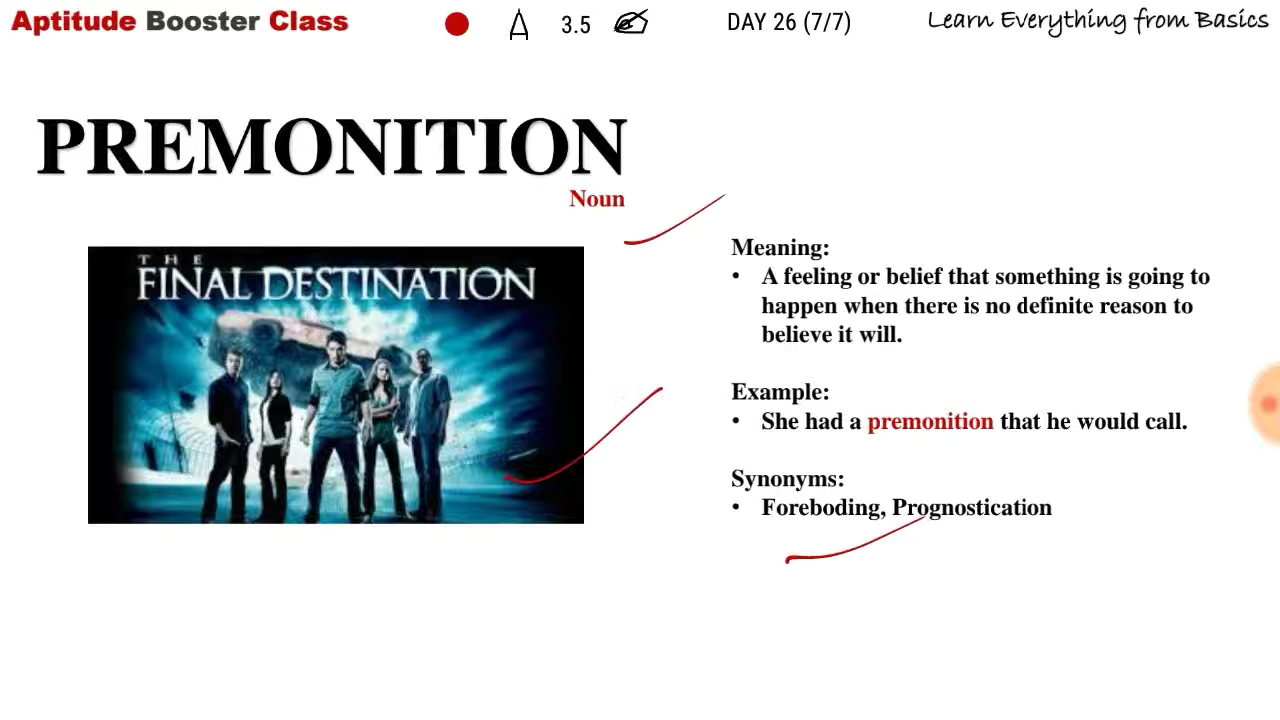 Aptitude Booster Class
3.5
DAY 26 (7/7)
Learn Everything from Basics
PREMONITION
Noun
THE
FINAL DESTINATION
Meaning:
• A feeling or belief that something is going to
happen when there is no definite reason to
believe it will.
Example:
• She had a premonition that he would call.
Synonyms:
• Foreboding, Prognostication